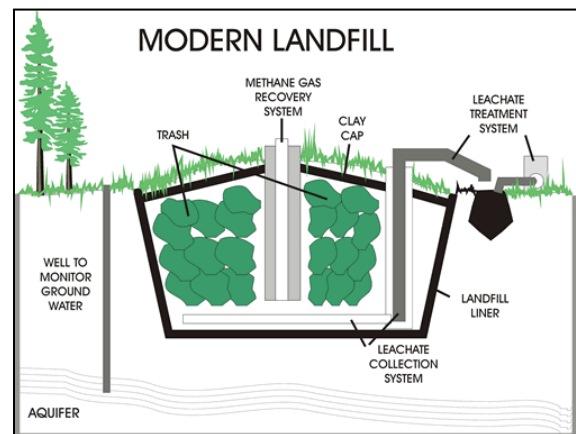 MODERN LANDFILL
METHANE GAS
RECOVERY
SYSTEM
LEACHATE
TREATMENT
SYSTEM
TRASH
CLAY
CAP
WELL TO
MONITOR
GROUND
WATER
LANDFILL
LINER
LEACHATE
COLLECTION
SYSTEM
AQUIFER